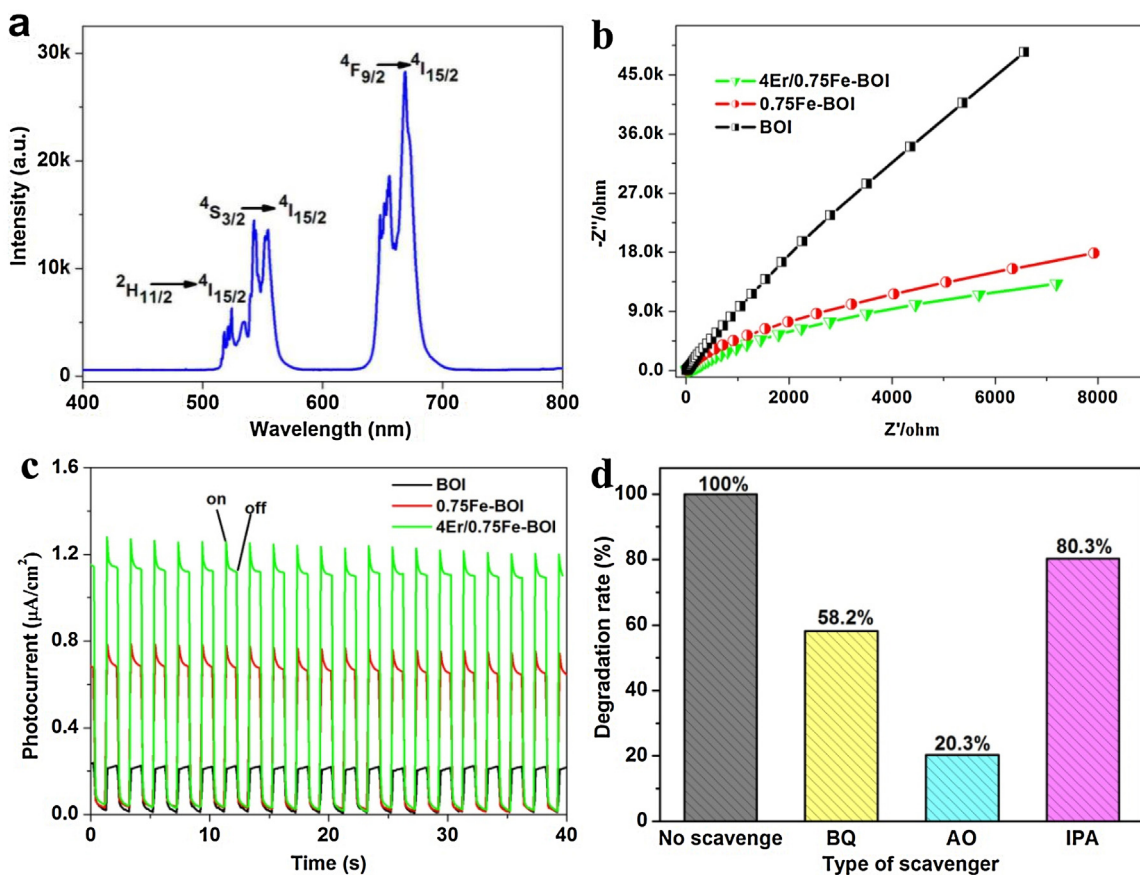 a
30k
20k
10k
0
Intensity (a.u.)
⁴F₉/₂ → ⁴I₁₅/₂
⁴S₃/₂ → ⁴I₁₅/₂
²H₁₁/₂ → ⁴I₁₅/₂
400 500 600 700 800
Wavelength (nm)
b
45.0k
36.0k
27.0k
18.0k
9.0k
0.0
-Z''/ohm
4Er/0.75Fe-BOI
0.75Fe-BOI
BOI
0 2000 4000 6000 8000
Z'/ohm
c
1.6
1.2
0.8
0.4
0.0
Photocurrent (μA/cm²)
on
off
BOI
0.75Fe-BOI
4Er/0.75Fe-BOI
0 10 20 30 40
Time (s)
d
100
80
60
40
20
0
Degradation rate (%)
100%
58.2%
20.3%
80.3%
No scavenge BQ AO IPA
Type of scavenger